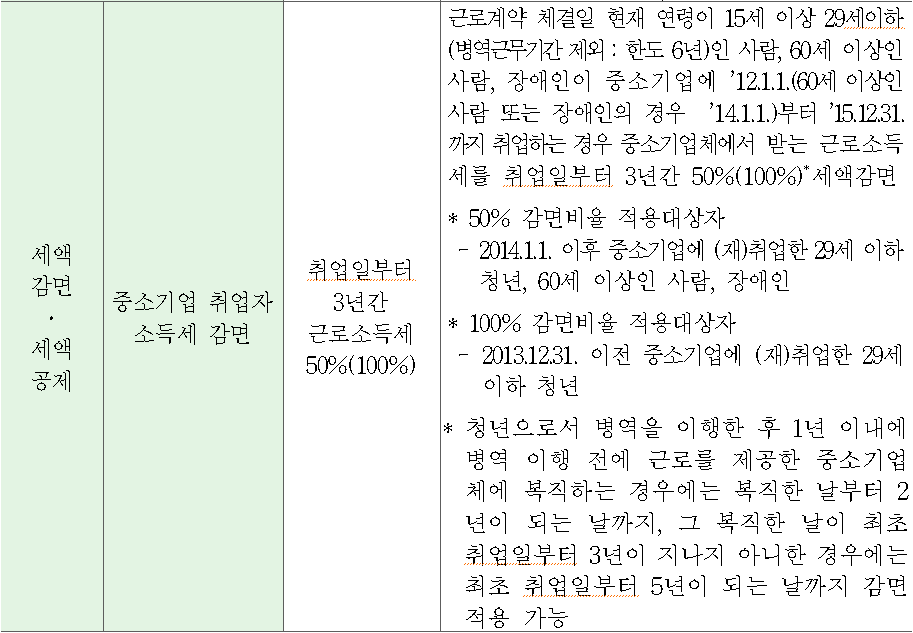 세액
감면
·
세액
공제
중소기업 취업자
소득세 감면
취업일부터
3년간
근로소득세
50%(100%)
근로계약 체결일 현재 연령이 15세 이상 29세이하
(병역근무기간 제외 : 한도 6년)인 사람, 60세 이상인
사람, 장애인이 중소기업에 ’12.1.1.(60세 이상인
사람 또는 장애인의 경우 ’14.1.1.)부터 ’15.12.31.
까지 취업하는 경우 중소기업체에서 받는 근로소득
세를 취업일부터 3년간 50%(100%)*세액감면
* 50% 감면비율 적용대상자
- 2014.1.1. 이후 중소기업에 (재)취업한 29세 이하
청년, 60세 이상인 사람, 장애인
* 100% 감면비율 적용대상자
- 2013.12.31. 이전 중소기업에 (재)취업한 29세
이하 청년
* 청년으로서 병역을 이행한 후 1년 이내에
병역 이행 전에 근로를 제공한 중소기업
체에 복직하는 경우에는 복직한 날부터 2
년이 되는 날까지, 그 복직한 날이 최초
취업일부터 3년이 지나지 아니한 경우에는
최초 취업일부터 5년이 되는 날까지 감면
적용 가능